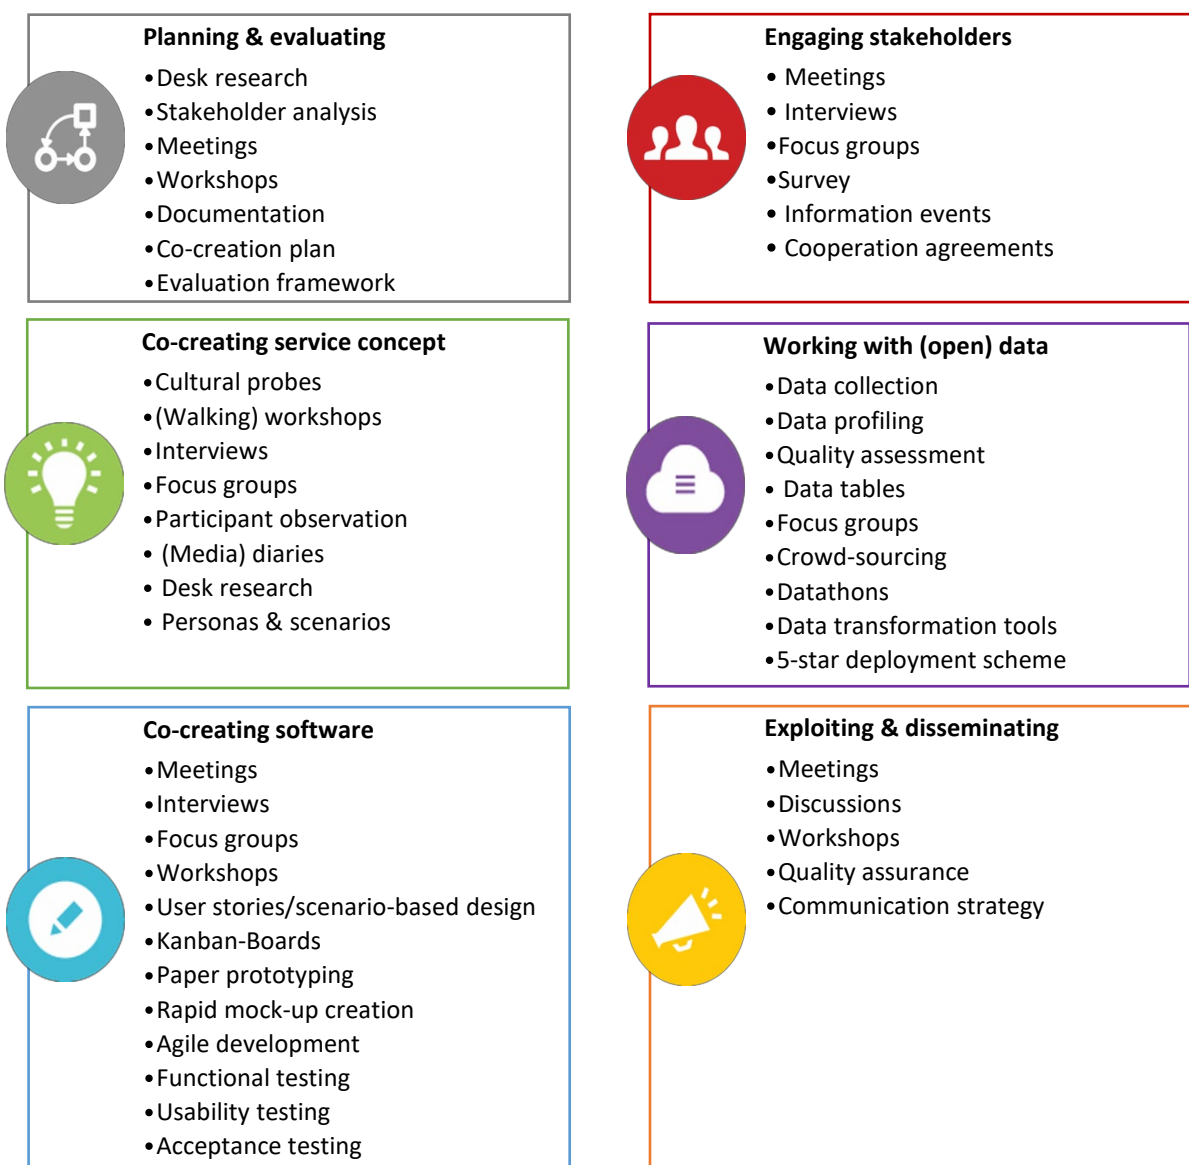 Planning & evaluating
•Desk research
•Stakeholder analysis
•Meetings
•Workshops
•Documentation
•Co-creation plan
•Evaluation framework
Engaging stakeholders
• Meetings
• Interviews
•Focus groups
•Survey
• Information events
• Cooperation agreements
Co-creating service concept
•Cultural probes
•(Walking) workshops
•Interviews
•Focus groups
•Participant observation
• (Media) diaries
• Desk research
• Personas & scenarios
Working with (open) data
•Data collection
•Data profiling
•Quality assessment
• Data tables
•Focus groups
•Crowd-sourcing
•Datathons
•Data transformation tools
•5-star deployment scheme
Co-creating software
•Meetings
•Interviews
•Focus groups
•Workshops
•User stories/scenario-based design
•Kanban-Boards
•Paper prototyping
•Rapid mock-up creation
•Agile development
•Functional testing
•Usability testing
•Acceptance testing
Exploiting & disseminating
•Meetings
•Discussions
•Workshops
•Quality assurance
•Communication strategy